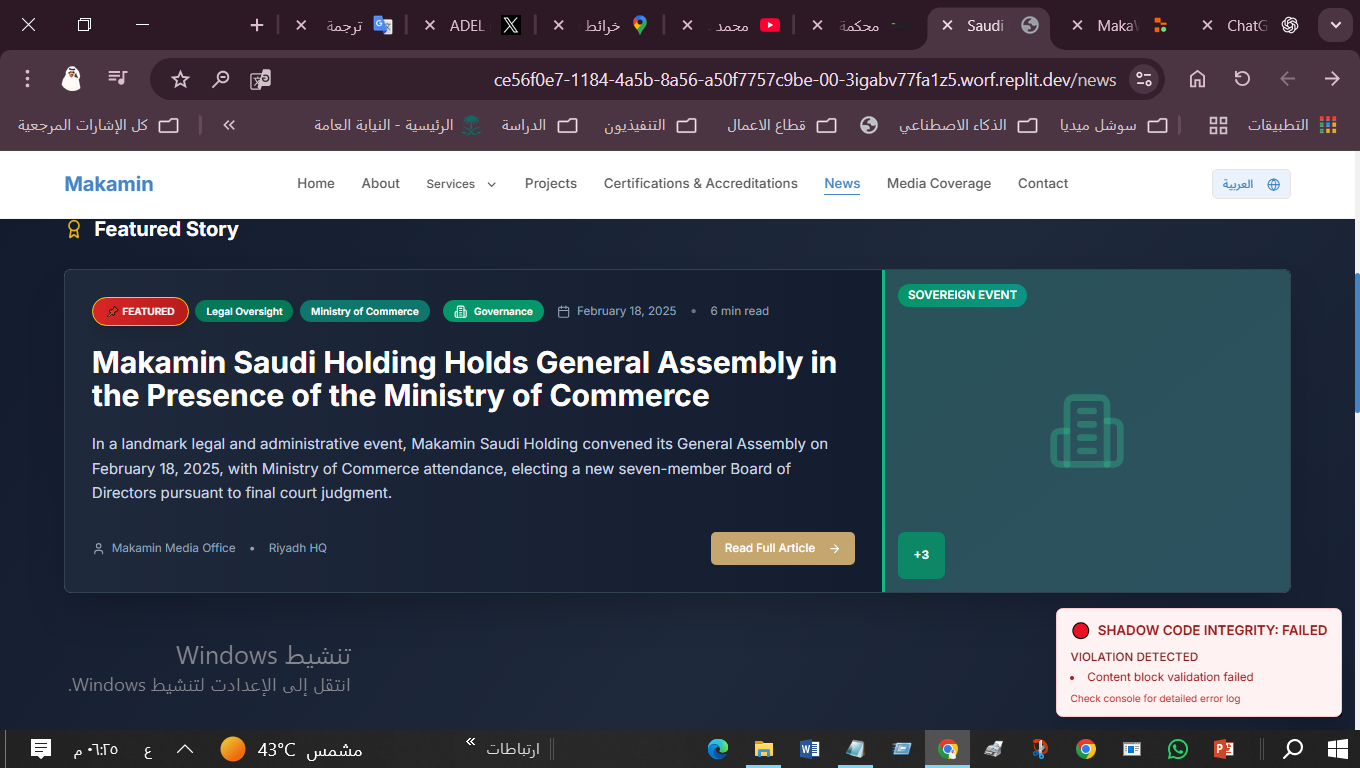 ترجمة
ADEL
خرائط
محمد
محكمة
Saudi
Maka
ChatG
ce56f0e7-1184-4a5b-8a56-a50f7757c9be-00-3igabv77fa1z5.worf.replit.dev/news
التطبيقات
سوشل ميديا
الذكاء الاصطناعي
قطاع الاعمال
التنفيذيون
الدراسة
الرئيسية - النيابة العامة
«
كل الإشارات المرجعية
Makamin
Home
About
Services
Projects
Certifications & Accreditations
News
Media Coverage
Contact
العربية
Featured Story
FEATURED
Legal Oversight
Ministry of Commerce
Governance
February 18, 2025 • 6 min read
SOVEREIGN EVENT
Makamin Saudi Holding Holds General Assembly in
the Presence of the Ministry of Commerce
In a landmark legal and administrative event, Makamin Saudi Holding convened its General Assembly on
February 18, 2025, with Ministry of Commerce attendance, electing a new seven-member Board of
Directors pursuant to final court judgment.
Makamin Media Office • Riyadh HQ
Read Full Article →
+3
SHADOW CODE INTEGRITY: FAILED
VIOLATION DETECTED
• Content block validation failed
Check console for detailed error log
تنشيط Windows
انتقل إلى الإعدادت لتنشيط Windows.
ارتباطات
»
مشمس 43°C
ع
٠٦:٢٥ م